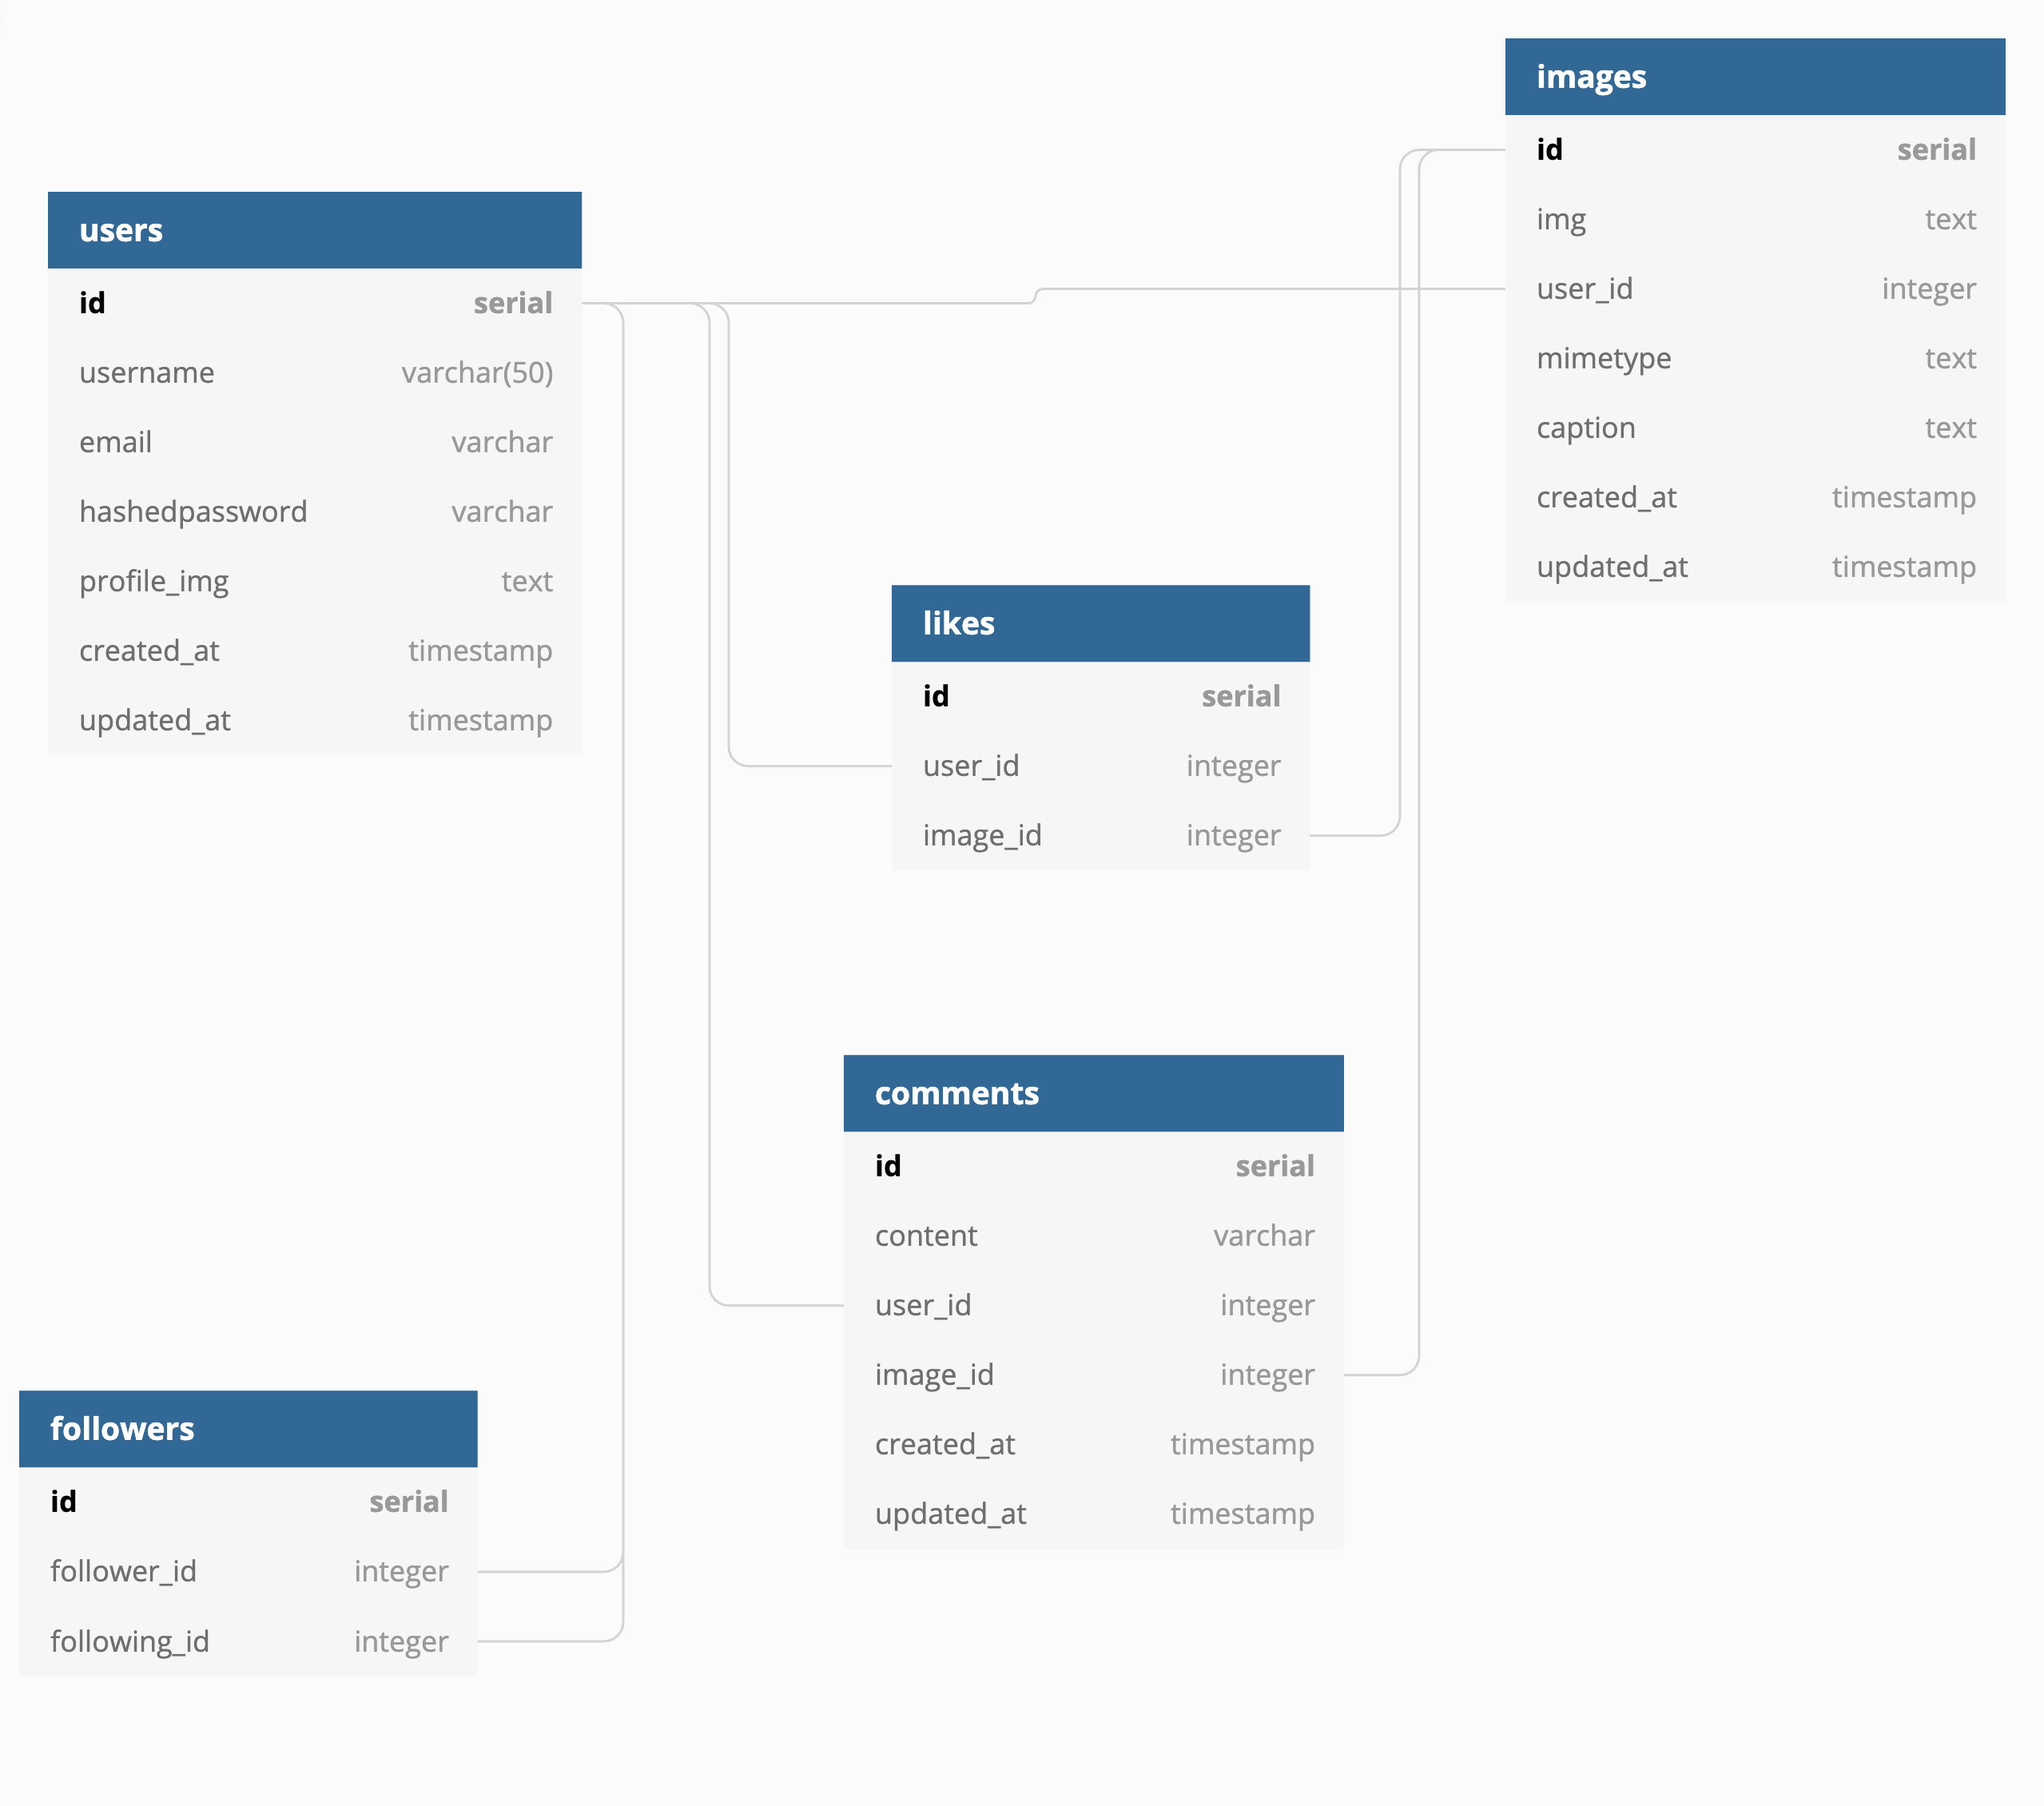 users
id serial
username varchar(50)
email varchar
hashedpassword varchar
profile_img text
created_at timestamp
updated_at timestamp
images
id serial
img text
user_id integer
mimetype text
caption text
created_at timestamp
updated_at timestamp
likes
id serial
user_id integer
image_id integer
comments
id serial
content varchar
user_id integer
image_id integer
created_at timestamp
updated_at timestamp
followers
id serial
follower_id integer
following_id integer